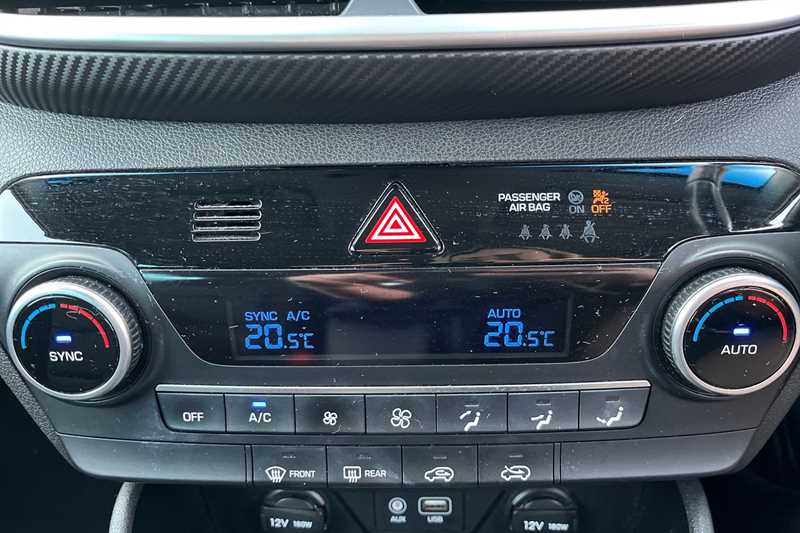 PASSENGER
AIR BAG
ON
OFF
2
SYNC A/C
20.5°C
AUTO
20.5°C
SYNC
AUTO
OFF
A/C
FRONT
REAR
12V 180W
AUX
USB
12V 180W